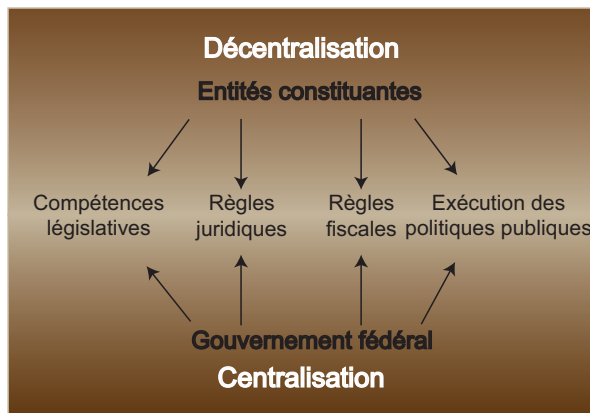 Décentralisation
Entités constituantes
Compétences
législatives
Règles
juridiques
Règles
fiscales
Exécution des
politiques publiques
Gouvernement fédéral
Centralisation